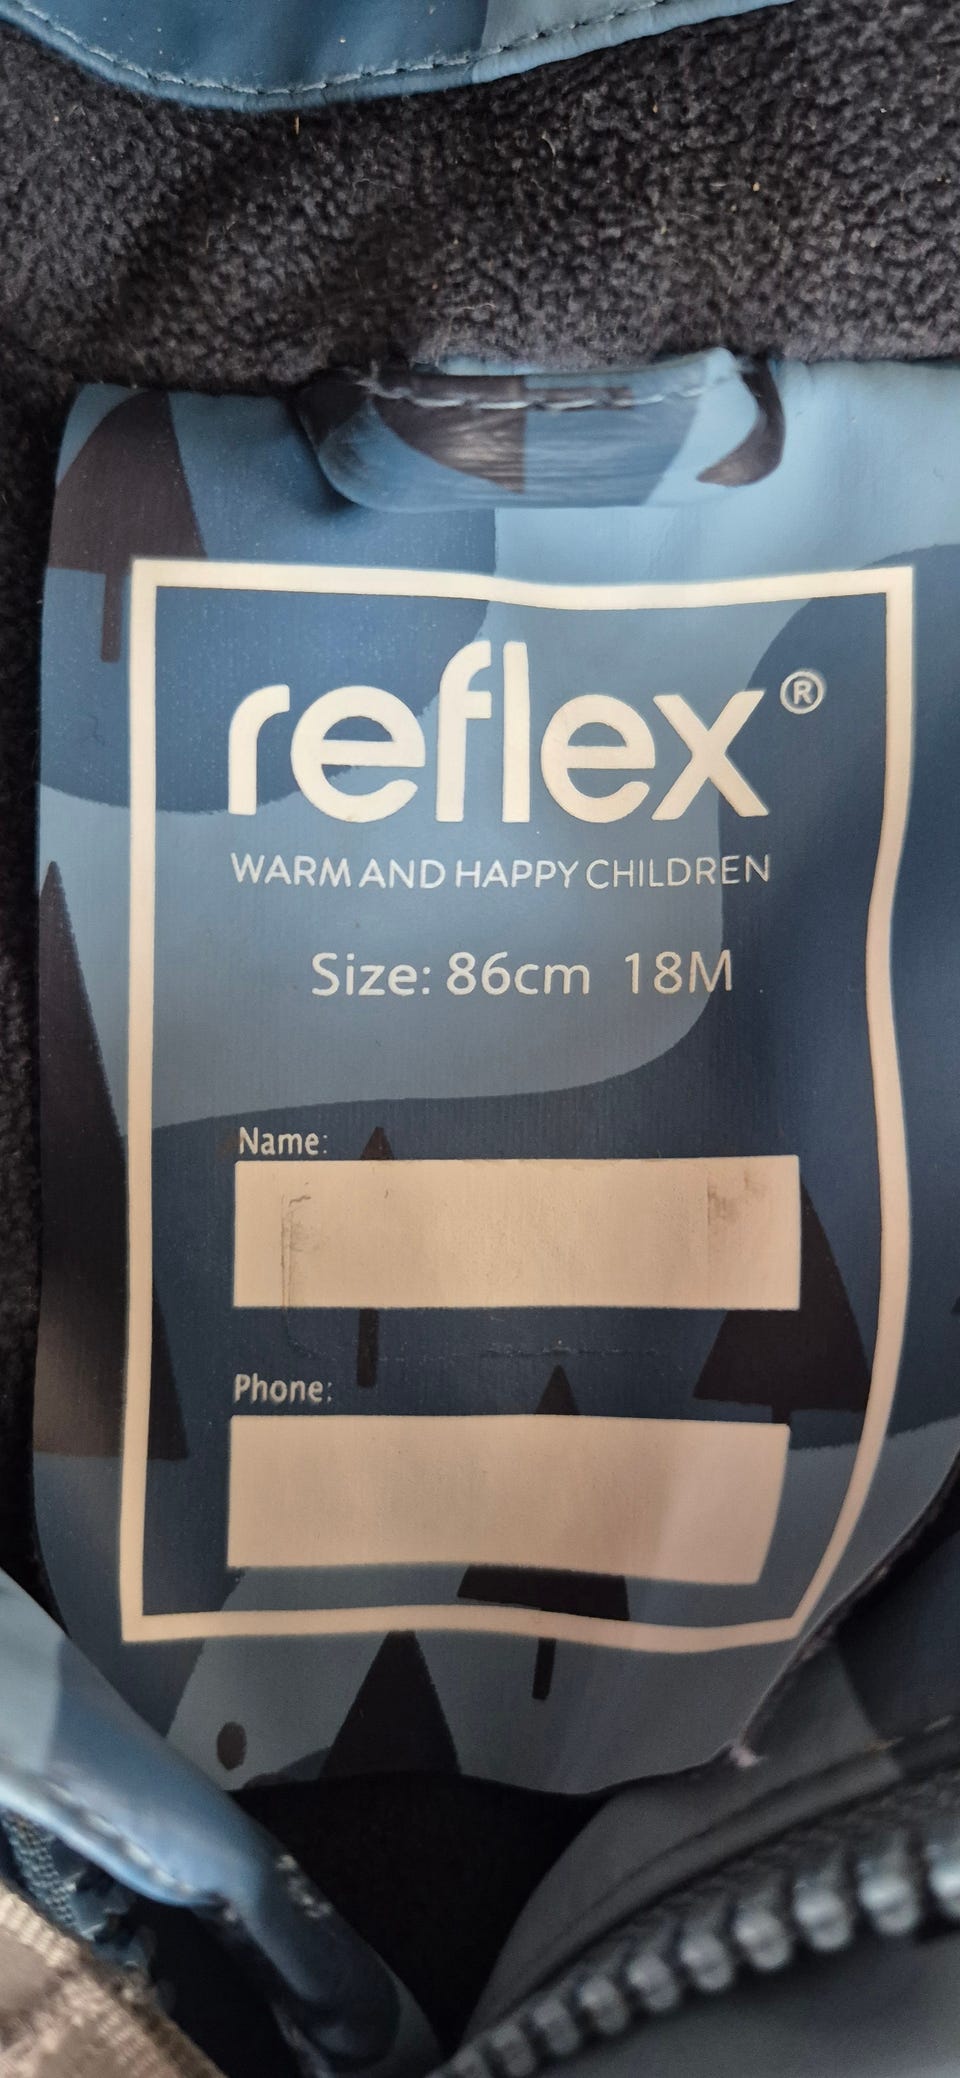 reflex®
WARM AND HAPPY CHILDREN
Size: 86cm 18M
Name:
Phone: